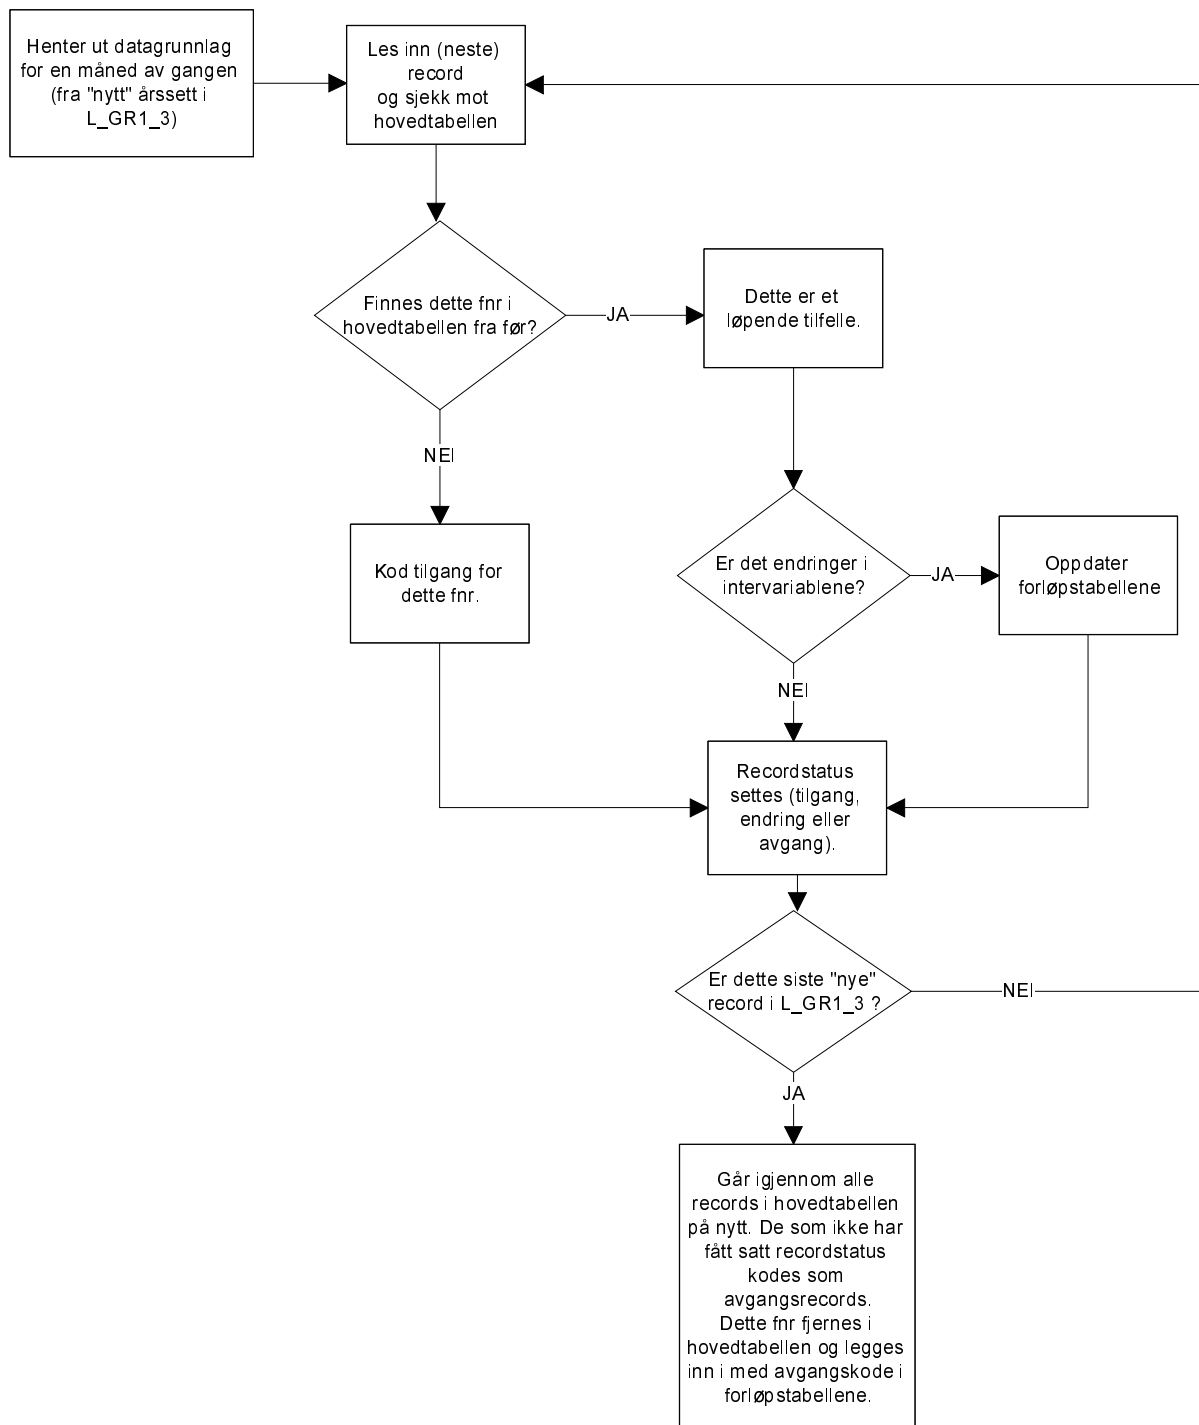 Henter ut datagrunnlag
for en måned av gangen
(fra "nytt" årssett i
L_GR1_3)
Les inn (neste)
record
og sjekk mot
hovedtabellen
Finnes dette fnr i
hovedtabellen fra før?
JA
Dette er et
løpende tilfelle.
NEI
Kod tilgang for
dette fnr.
Er det endringer i
intervariablene?
JA
Oppdater
forløpstabellene
NEI
Recordstatus
settes (tilgang,
endring eller
avgang).
Er dette siste "nye"
record i L_GR1_3 ?
NEI
JA
Går igjennom alle
records i hovedtabellen
på nytt. De som ikke har
fått satt recordstatus
kodes som
avgangsrecords.
Dette fnr fjernes i
hovedtabellen og legges
inn i med avgangskode i
forløpstabellene.